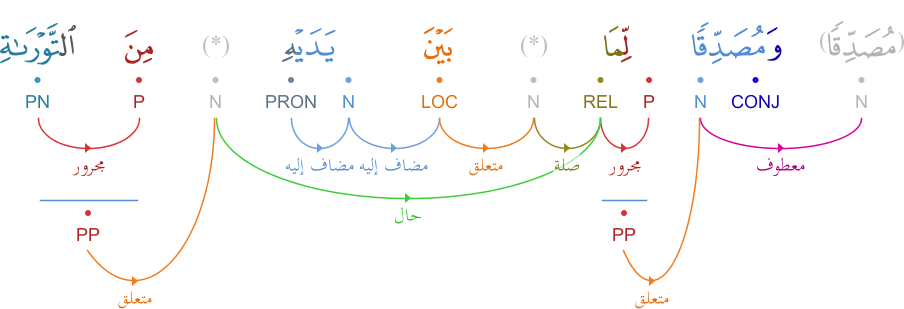 (مُصَدِّقًا) وَمُصَدِّقًا لِّمَا (*) بَيْنَ يَدَيْهِ (*) مِنَ ٱلتَّوْرَىٰةِ
N CONJ N P REL N LOC N PRON N P PN
معطوف مجرور صلة متعلق مضاف إليه مضاف إليه مجرور
حال
PP PP
متعلق متعلق